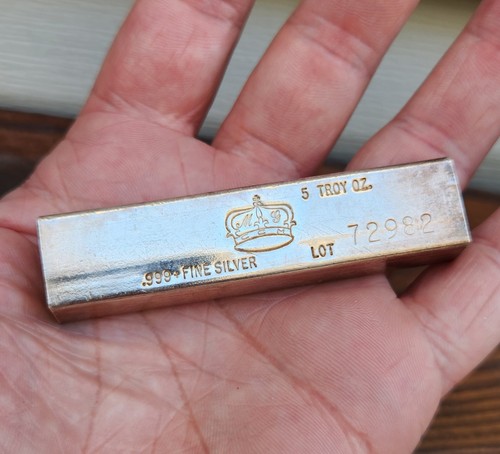 5 TROY OZ.
M G
.999+ FINE SILVER
LOT 72982